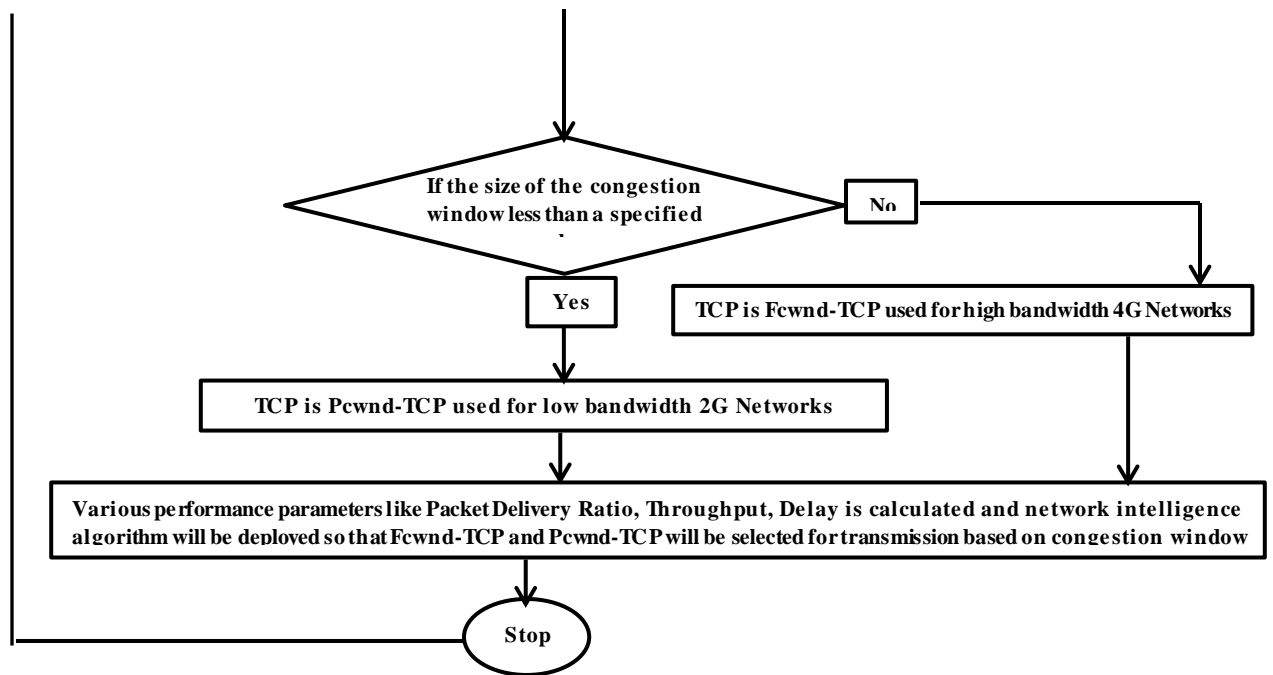 If the size of the congestion
window less than a specified
No
Yes
TCP is Fcwnd-TCP used for high bandwidth 4G Networks
TCP is Pcwnd-TCP used for low bandwidth 2G Networks
Various performance parameters like Packet Delivery Ratio, Throughput, Delay is calculated and network intelligence
algorithm will be deployed so that Fcwnd-TCP and Pcwnd-TCP will be selected for transmission based on congestion window
Stop